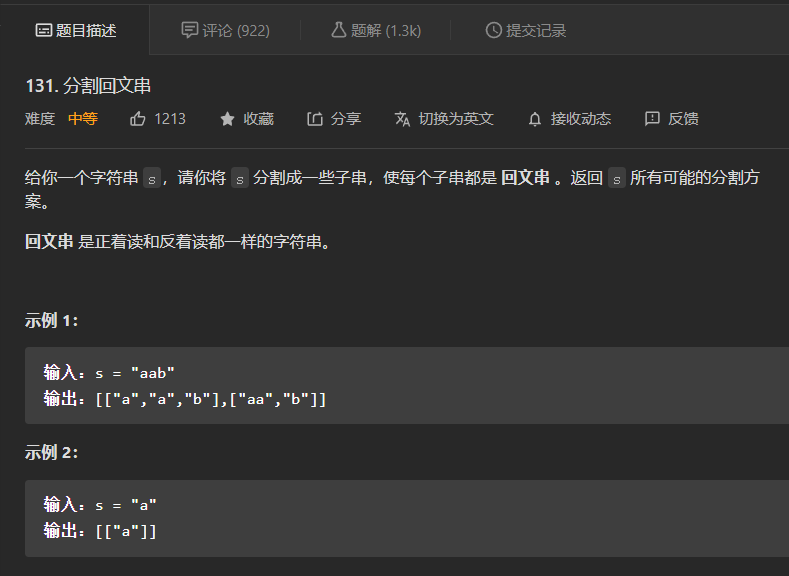 题目描述 评论 (922) 题解 (1.3k) 提交记录
131. 分割回文串
难度 中等 1213 收藏 分享 切换为英文 接收动态 反馈
给你一个字符串 s，请你将 s 分割成一些子串，使每个子串都是 回文串 。返回 s 所有可能的分割方
案。
回文串 是正着读和反着读都一样的字符串。
示例 1：
输入：s = "aab"
输出：[["a","a","b"],["aa","b"]]
示例 2：
输入：s = "a"
输出：[["a"]]